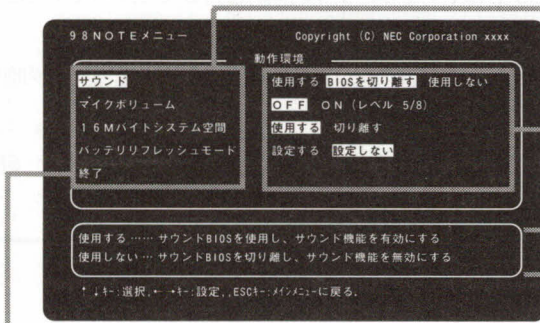 98NOTEメニュー Copyright (C) NEC Corporation xxxx
動作環境
サウンド 使用する BIOSを切り離す 使用しない
マイクボリューム OFF ON (レベル 5/8)
16Mバイトシステム空間 使用する 切り離す
バッテリリフレッシュモード 設定する 設定しない
終了
使用する …… サウンドBIOSを使用し、サウンド機能を有効にする
使用しない … サウンドBIOSを切り離し、サウンド機能を無効にする
↑↓キー:選択,←→キー:設定,,ESCキー:メインメニューに戻る.